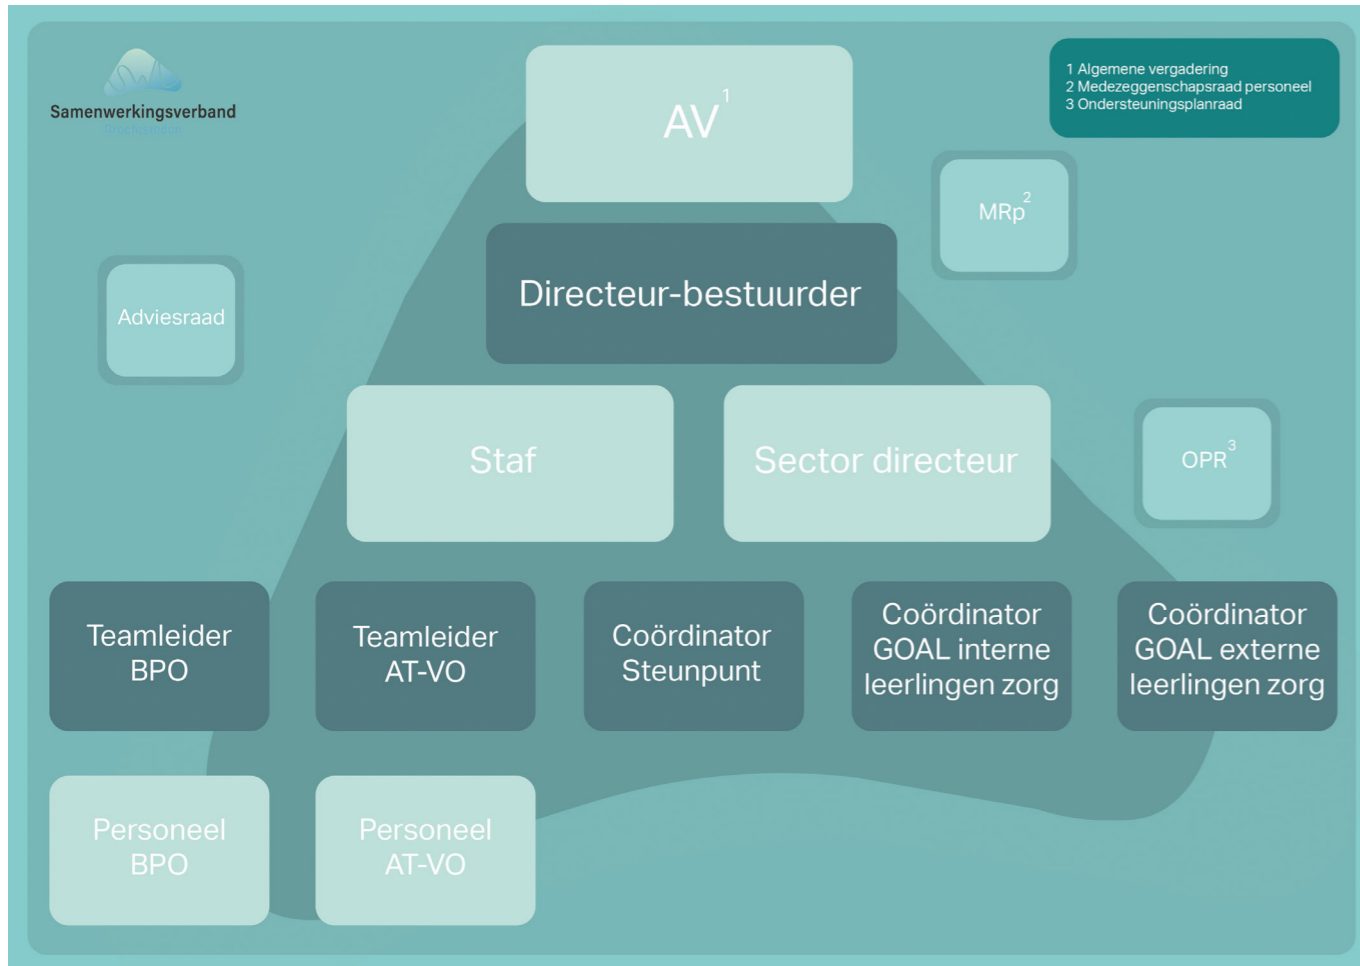 Samenwerkingsverband
AV1
1 Algemene vergadering
2 Medezeggenschapsraad personeel
3 Ondersteuningsplanraad
MRp2
Directeur-bestuurder
Adviesraad
Staf
Sector directeur
OPR3
Teamleider
BPO
Teamleider
AT-VO
Coördinator
Steunpunt
Coördinator
GOAL interne
leerlingen zorg
Coördinator
GOAL externe
leerlingen zorg
Personeel
BPO
Personeel
AT-VO